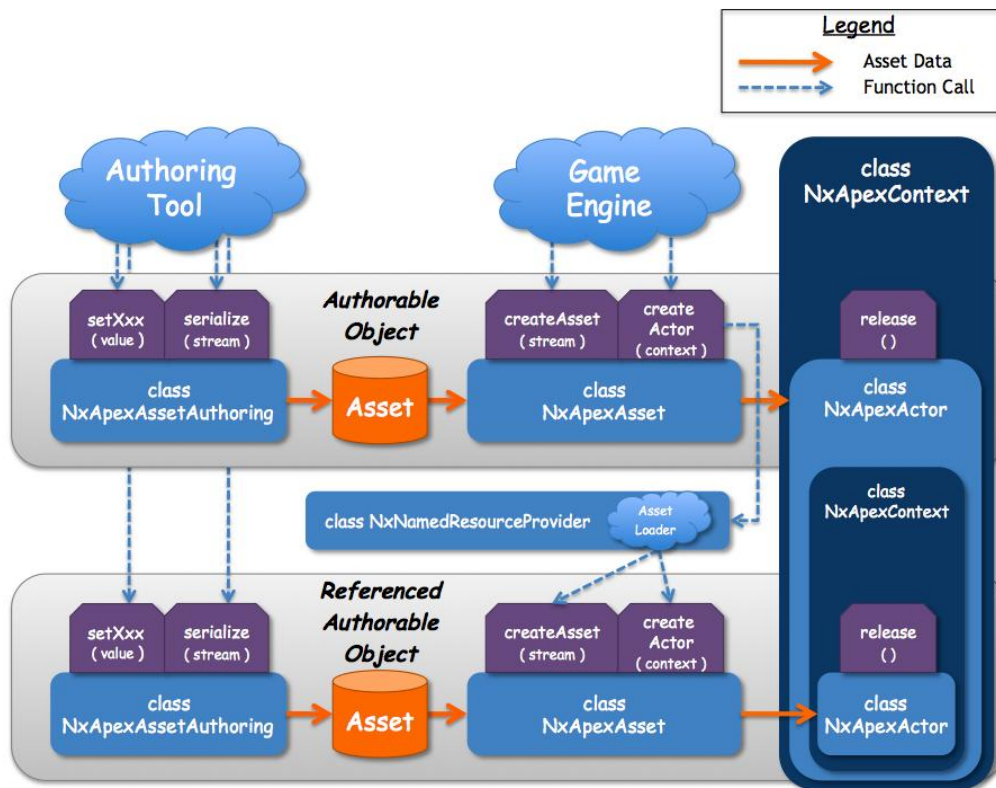 Legend
Asset Data
Function Call
Authoring
Tool
Game
Engine
class
NxApexContext
setXxx
( value )
serialize
( stream )
Authorable
Object
createAsset
( stream )
create
Actor
( context )
release
( )
class
NxApexAssetAuthoring
Asset
class
NxApexAsset
class
NxApexActor
class NxNamedResourceProvider
Asset
Loader
class
NxApexContext
setXxx
( value )
serialize
( stream )
Referenced
Authorable
Object
createAsset
( stream )
create
Actor
( context )
release
( )
class
NxApexAssetAuthoring
Asset
class
NxApexAsset
class
NxApexActor